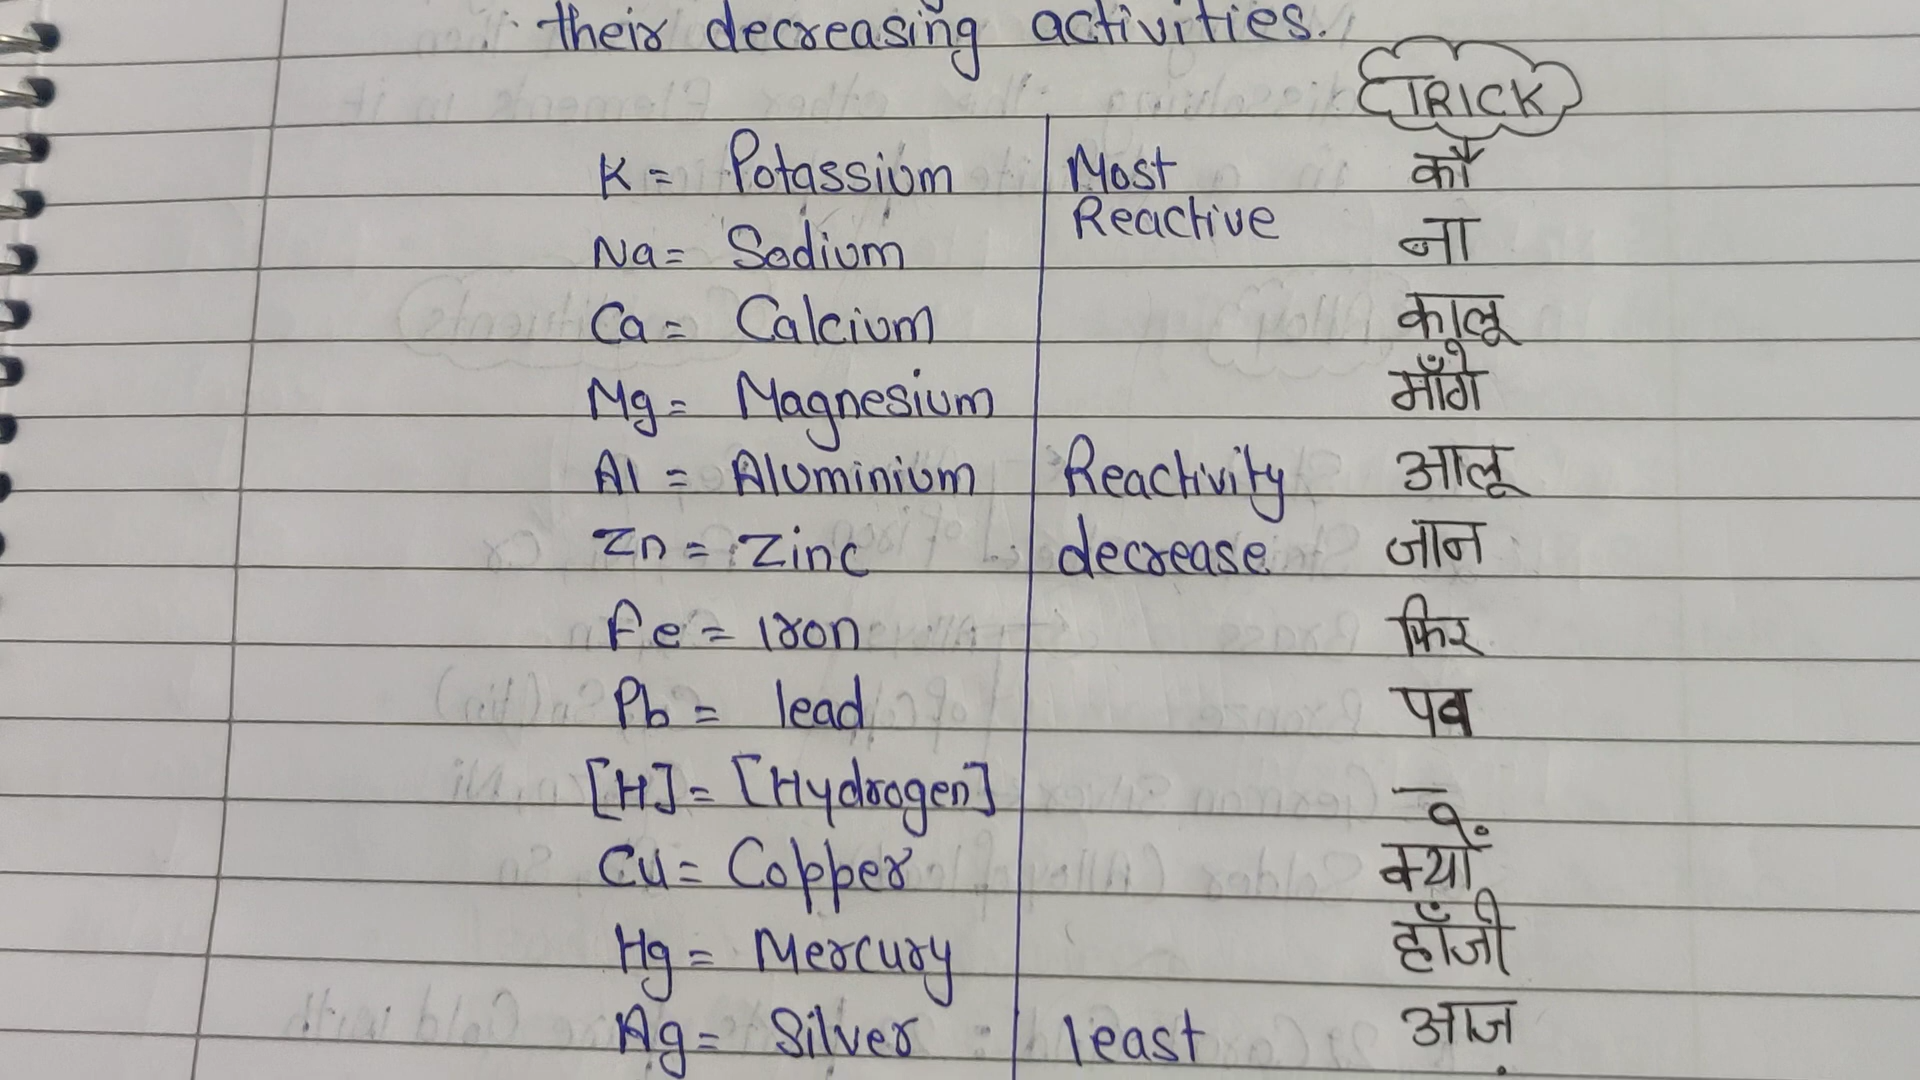 their decreasing activities.
TRICK
K = Potassium Most कौ
Reactive
Na = Sodium ना
Ca = Calcium कालू
Mg = Magnesium माँगे
Al = Aluminium Reactivity आलू
Zn = Zinc decrease जान
Fe = Iron फिर
Pb = lead पब
[H] = [Hydrogen] —
Cu = Copper क्यों
Hg = Mercury हाँजी
Ag = Silver least आज